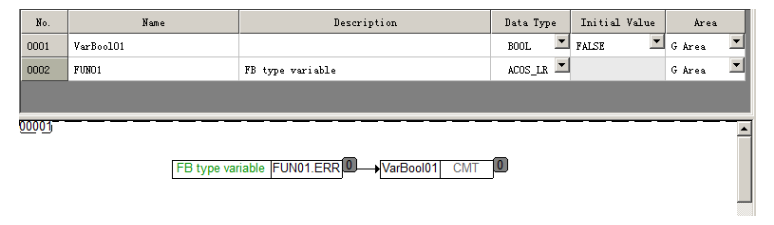 No. Name Description Data Type Initial Value Area
0001 VarBool01 BOOL FALSE G Area
0002 FUN01 FB type variable ACOS_LR G Area
00001
FB type variable FUN01.ERR 0 VarBool01 CMT 0